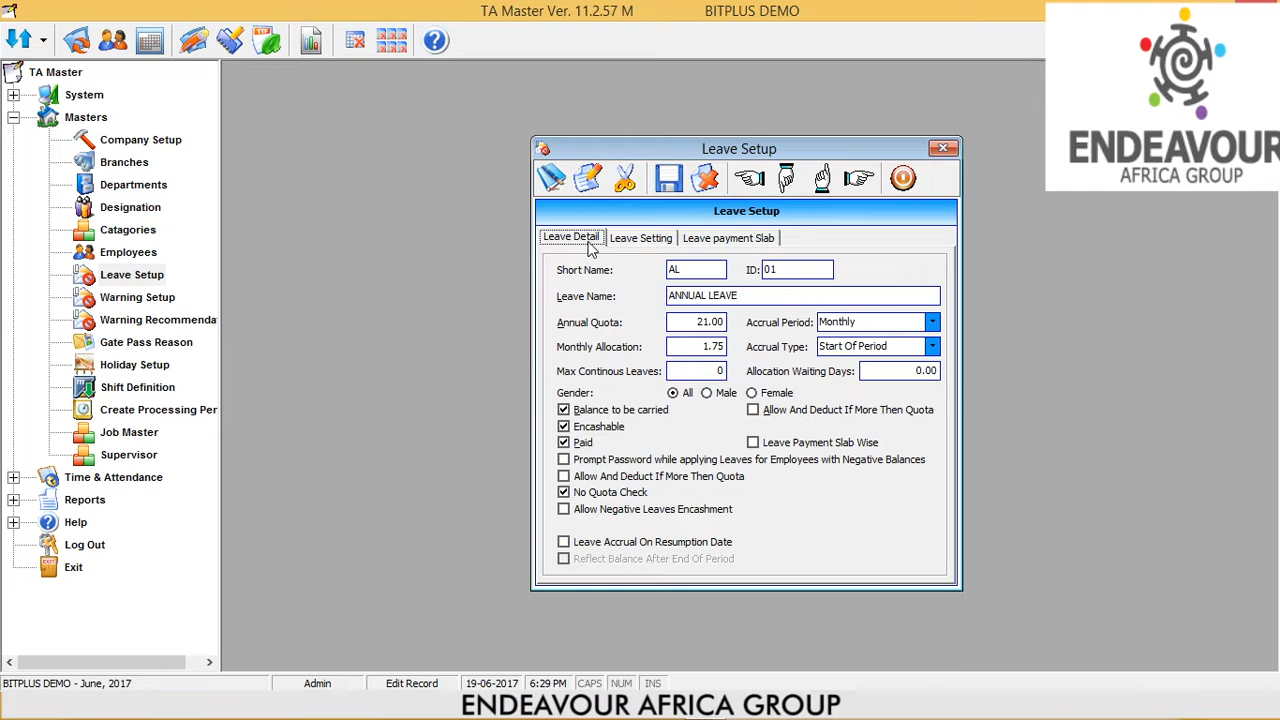 TA Master Ver. 11.2.57 M BITPLUS DEMO
ENDEAVOUR
AFRICA GROUP
TA Master
System
Masters
Company Setup
Branches
Departments
Designation
Catagories
Employees
Leave Setup
Warning Setup
Warning Recommenda
Gate Pass Reason
Holiday Setup
Shift Definition
Create Processing Per
Job Master
Supervisor
Time & Attendance
Reports
Help
Log Out
Exit
Leave Setup
Leave Setup
Leave Detail Leave Setting Leave payment Slab
Short Name: AL ID: 01
Leave Name: ANNUAL LEAVE
Annual Quota: 21.00 Accrual Period: Monthly
Monthly Allocation: 1.75 Accrual Type: Start Of Period
Max Continous Leaves: 0 Allocation Waiting Days: 0.00
Gender: All Male Female
Balance to be carried Allow And Deduct If More Then Quota
Encashable
Paid Leave Payment Slab Wise
Prompt Password while applying Leaves for Employees with Negative Balances
Allow And Deduct If More Then Quota
No Quota Check
Allow Negative Leaves Encashment
Leave Accrual On Resumption Date
Reflect Balance After End Of Period
BITPLUS DEMO - June, 2017 Admin Edit Record 19-06-2017 6:29 PM CAPS NUM INS
ENDEAVOUR AFRICA GROUP